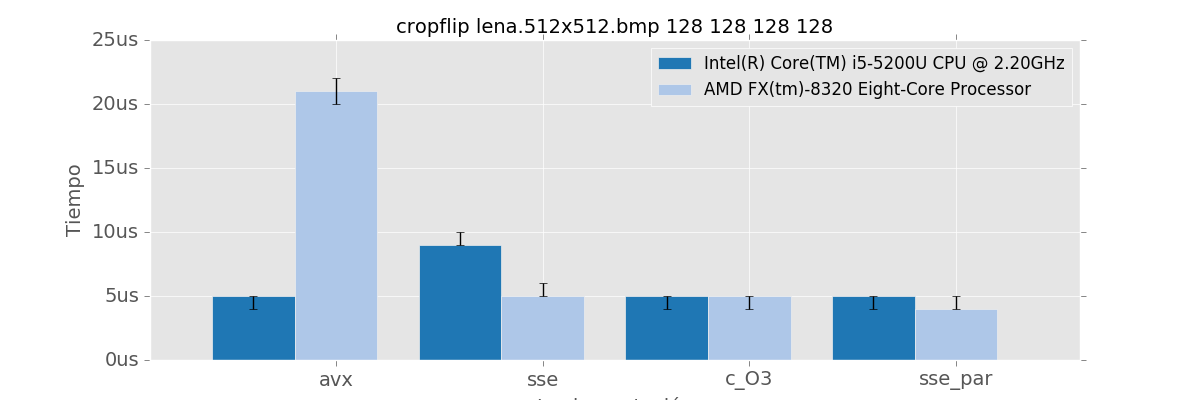 cropflip lena.512x512.bmp 128 128 128 128
25us
20us
15us
10us
5us
0us
Tiempo
Intel(R) Core(TM) i5-5200U CPU @ 2.20GHz
AMD FX(tm)-8320 Eight-Core Processor
avx
sse
c_O3
sse_par